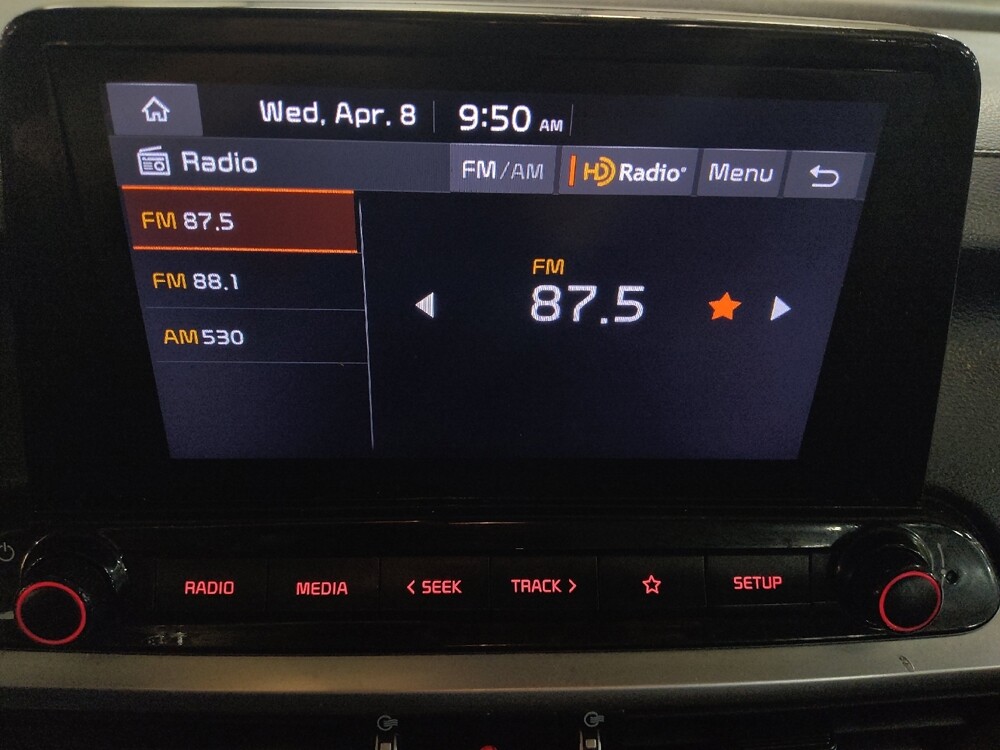 Wed, Apr. 8 9:50 AM
Radio FM/AM HD Radio® Menu
FM 87.5
FM 88.1
AM 530
FM
87.5
RADIO MEDIA < SEEK TRACK > SETUP